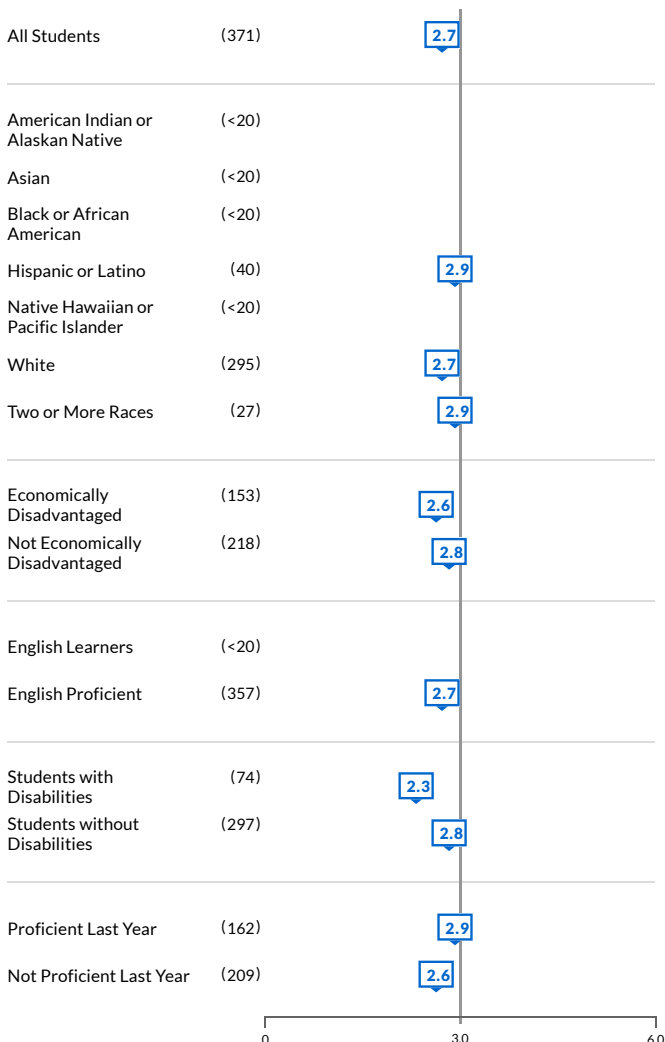 All Students (371) 2.7
American Indian or (<20)
Alaskan Native
Asian (<20)
Black or African (<20)
American
Hispanic or Latino (40) 2.9
Native Hawaiian or (<20)
Pacific Islander
White (295) 2.7
Two or More Races (27) 2.9
Economically (153) 2.6
Disadvantaged
Not Economically (218) 2.8
Disadvantaged
English Learners (<20)
English Proficient (357) 2.7
Students with (74) 2.3
Disabilities
Students without (297) 2.8
Disabilities
Proficient Last Year (162) 2.9
Not Proficient Last Year (209) 2.6
0 3.0 6.0